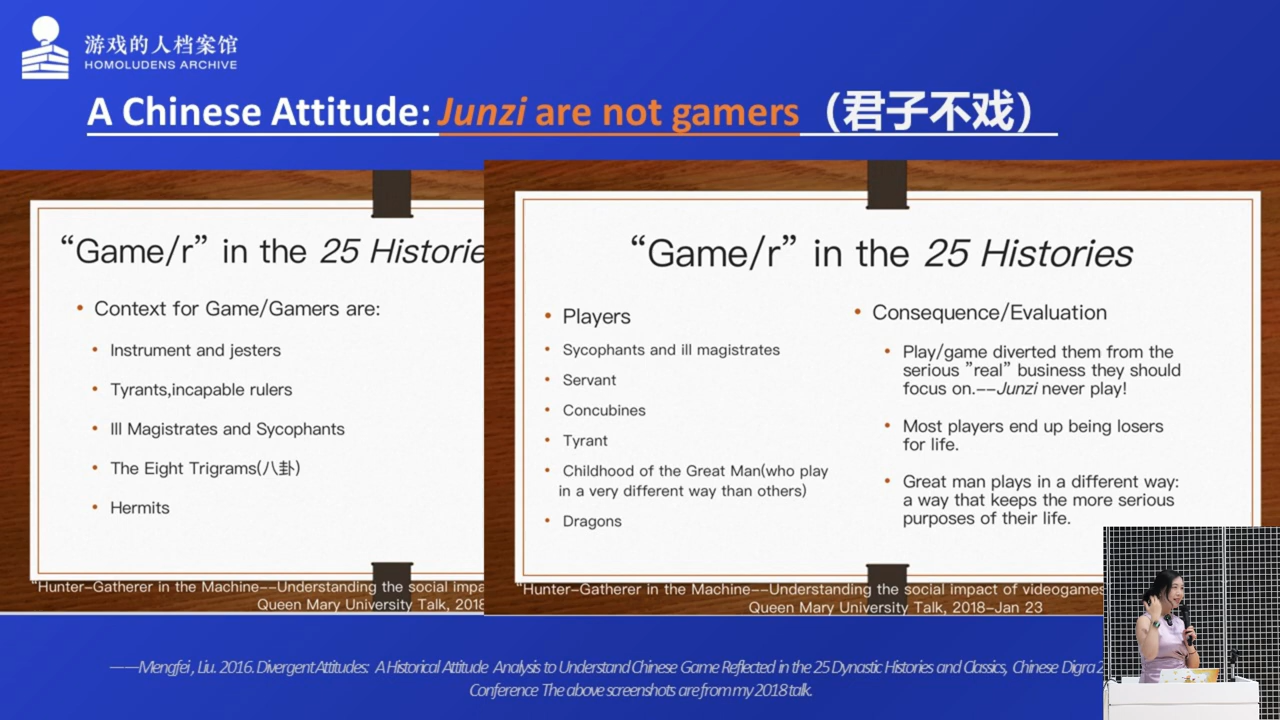 游戏的人档案馆
HOMOLUDENS ARCHIVE
A Chinese Attitude: Junzi are not gamers（君子不戏）
“Game/r” in the 25 Historie
• Context for Game/Gamers are:
• Instrument and jesters
• Tyrants,incapable rulers
• Ill Magistrates and Sycophants
• The Eight Trigrams(八卦)
• Hermits
“Hunter-Gatherer in the Machine--Understanding the social impa
Queen Mary University Talk, 2018
“Game/r” in the 25 Histories
• Players
• Sycophants and ill magistrates
• Servant
• Concubines
• Tyrant
• Childhood of the Great Man(who play
in a very different way than others)
• Dragons
• Consequence/Evaluation
• Play/game diverted them from the
serious ”real” business they should
focus on.--Junzi never play!
• Most players end up being losers
for life.
• Great man plays in a different way:
a way that keeps the more serious
purposes of their life.
“Hunter-Gatherer in the Machine--Understanding the social impact of videogames
Queen Mary University Talk, 2018-Jan 23
——Mengfei, Liu. 2016. Divergent Attitudes: A Historical Attitude Analysis to Understand Chinese Game Reflected in the 25 Dynastic Histories and Classics, Chinese Digra 2
Conference The above screenshots are from my 2018 talk.